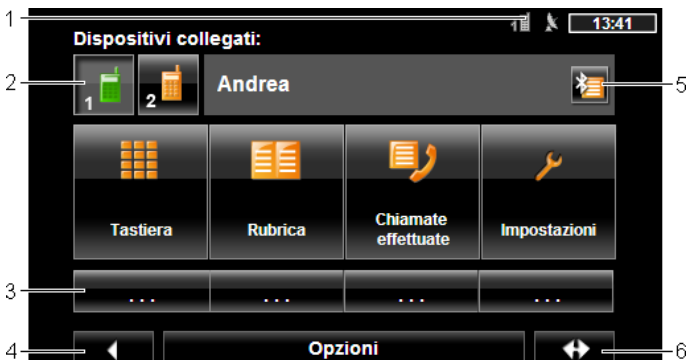 1
1
13:41
Dispositivi collegati:
2
1
2
Andrea
5
Tastiera
Rubrica
Chiamate
effettuate
Impostazioni
3
...
...
...
...
4
Opzioni
6